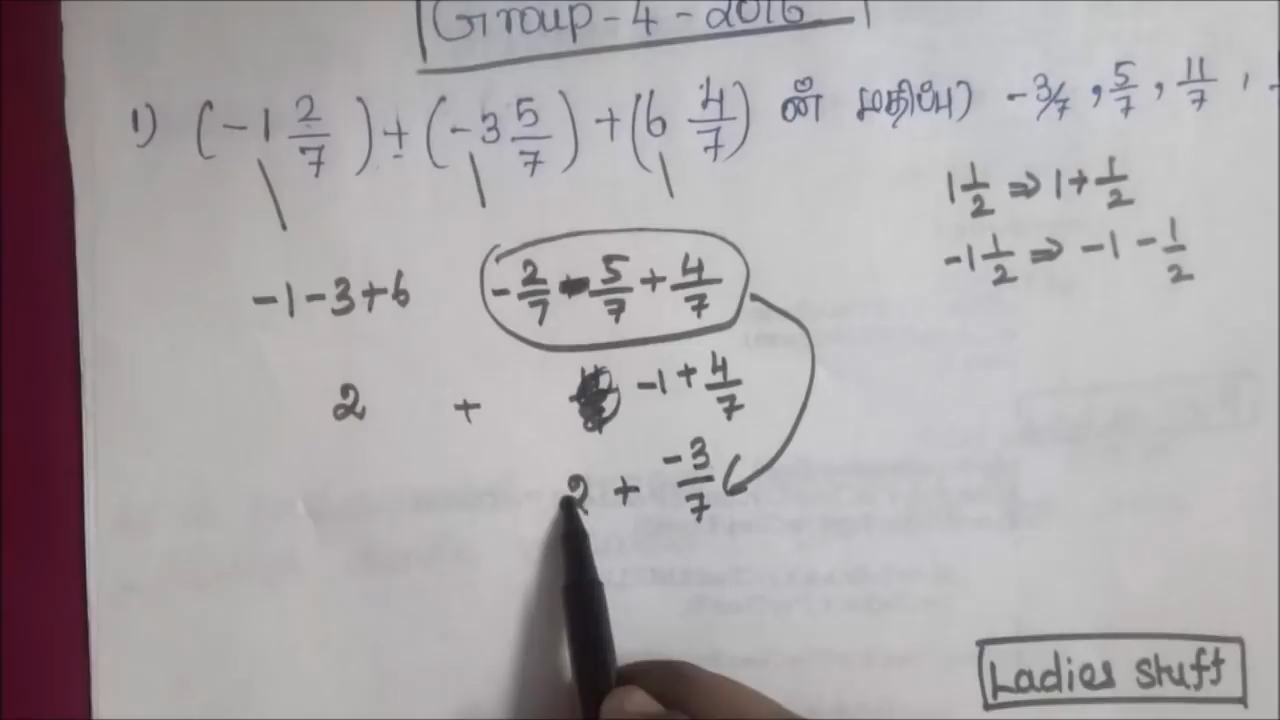 Group - 4 - 2016
1) (-1 2/7) + (-3 5/7) + (6 4/7) ன் மதிப்பு) -3/7, 5/7, 11/7,
1 1/2 ⇒ 1 + 1/2
-1 1/2 ⇒ -1 - 1/2
-1-3+6 -2/7 - 5/7 + 4/7
2 + -1 + 4/7
2 + -3/7
Ladies stuff